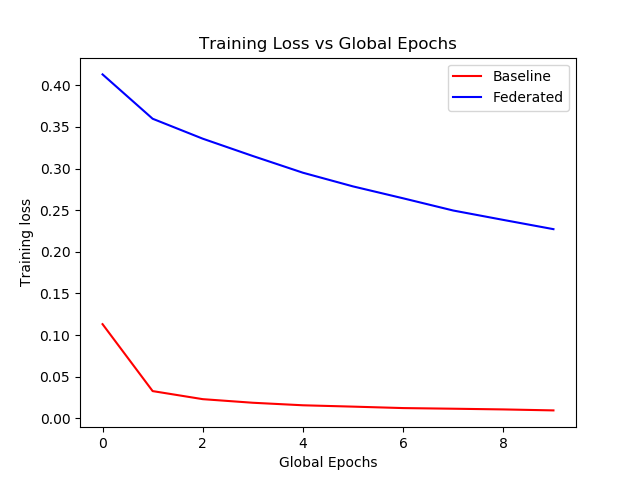 Training Loss vs Global Epochs
Baseline
Federated
0.40
0.35
0.30
0.25
0.20
0.15
0.10
0.05
0.00
Training loss
0 2 4 6 8
Global Epochs